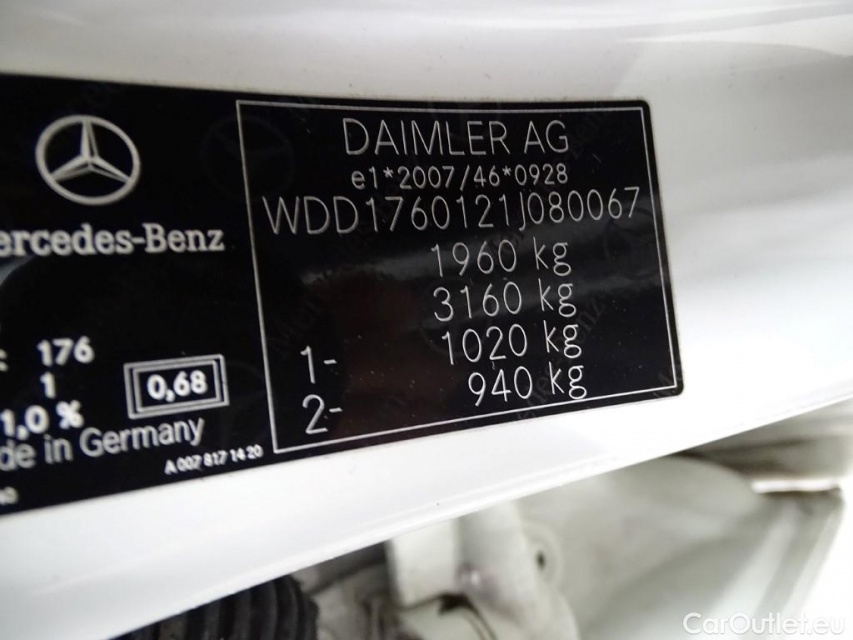 DAIMLER AG
e1*2007/46*0928
WDD1760121J080067
1960 kg
3160 kg
1- 1020 kg
2- 940 kg
ercedes-Benz
: 176
1
0,68
1,0 %
de in Germany
A 007 817 14 20
CarOutlet.eu